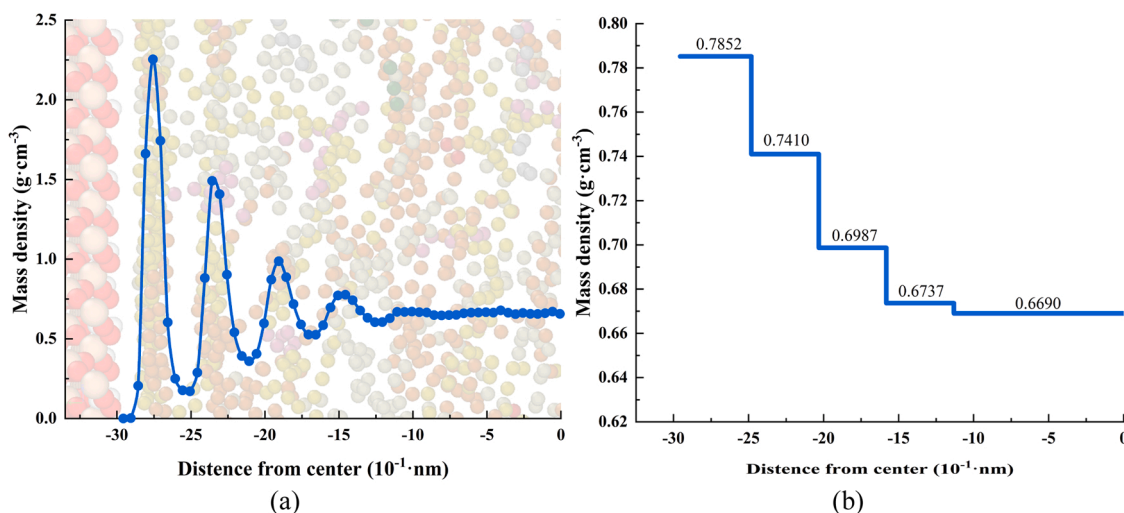 2.5
2.0
1.5
1.0
0.5
0.0
Mass density (g·cm⁻³)
-30 -25 -20 -15 -10 -5 0
Distence from center (10⁻¹·nm)
(a)
0.80
0.78
0.76
0.74
0.72
0.70
0.68
0.66
0.64
0.62
Mass density (g·cm⁻³)
0.7852
0.7410
0.6987
0.6737
0.6690
-30 -25 -20 -15 -10 -5 0
Distence from center (10⁻¹·nm)
(b)